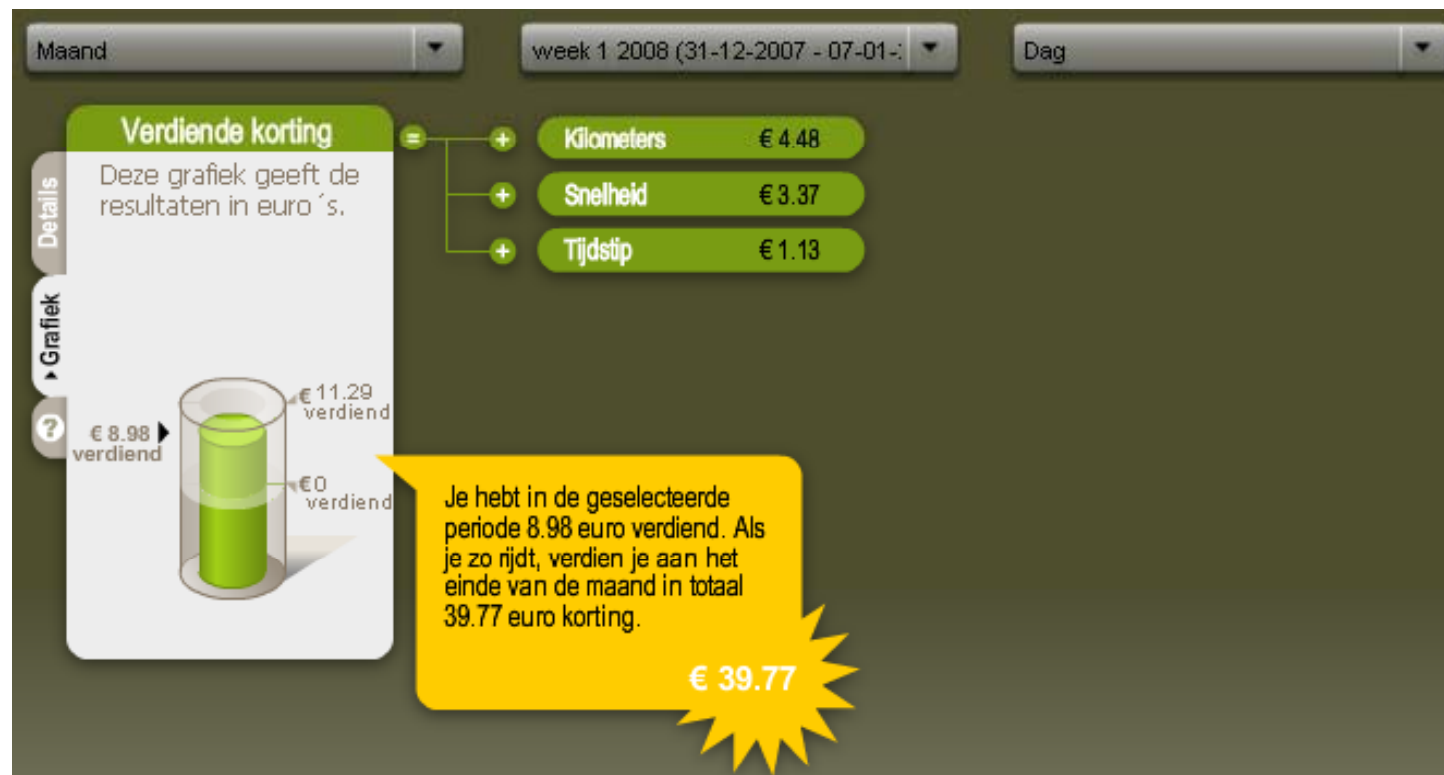 Maand
week 1 2008 (31-12-2007 - 07-01-
Dag
Verdiende korting
=
+ Kilometers € 4.48
+ Snelheid € 3.37
+ Tijdstip € 1.13
Details
Grafiek
?
Deze grafiek geeft de
resultaten in euro´s.
€ 11.29
verdiend
€ 8.98
verdiend
€0
verdiend
Je hebt in de geselecteerde
periode 8.98 euro verdiend. Als
je zo rijdt, verdien je aan het
einde van de maand in totaal
39.77 euro korting.
€ 39.77